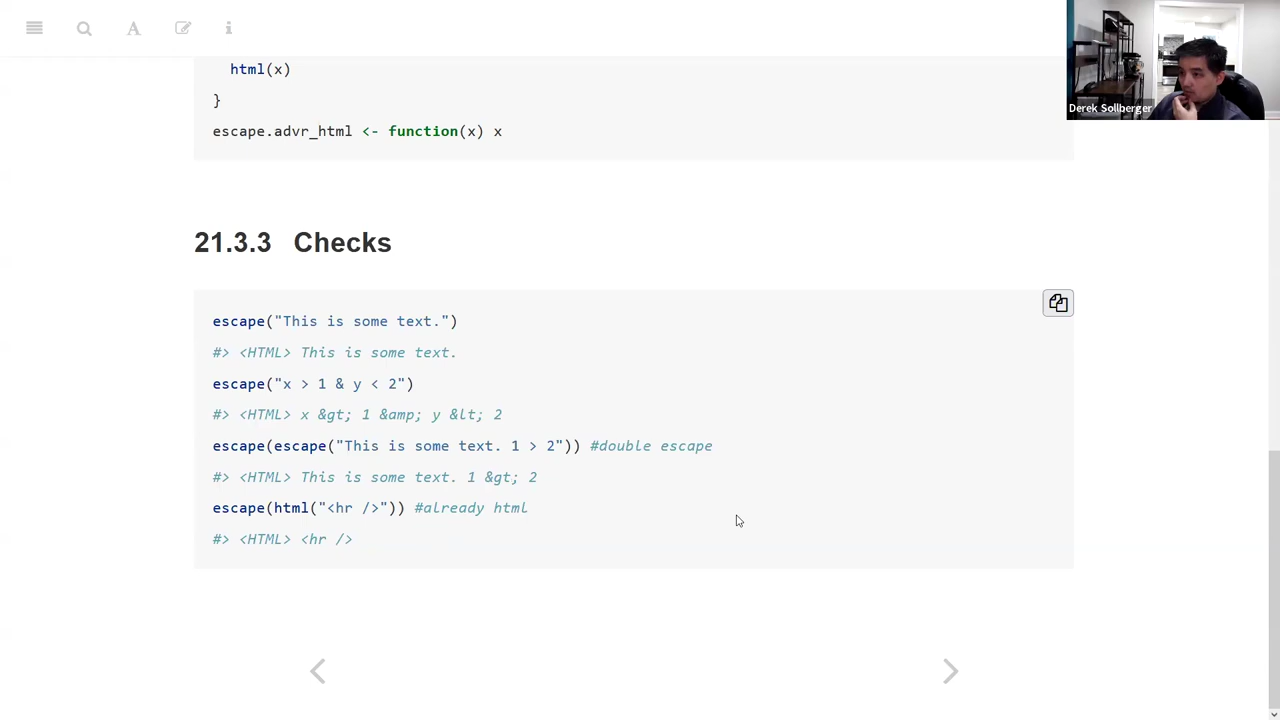 Derek Sollberger
html(x)
}
escape.advr_html <- function(x) x
21.3.3 Checks
escape("This is some text.")
#> <HTML> This is some text.
escape("x > 1 & y < 2")
#> <HTML> x &gt; 1 &amp; y &lt; 2
escape(escape("This is some text. 1 > 2")) #double escape
#> <HTML> This is some text. 1 &gt; 2
escape(html("<hr />")) #already html
#> <HTML> <hr />